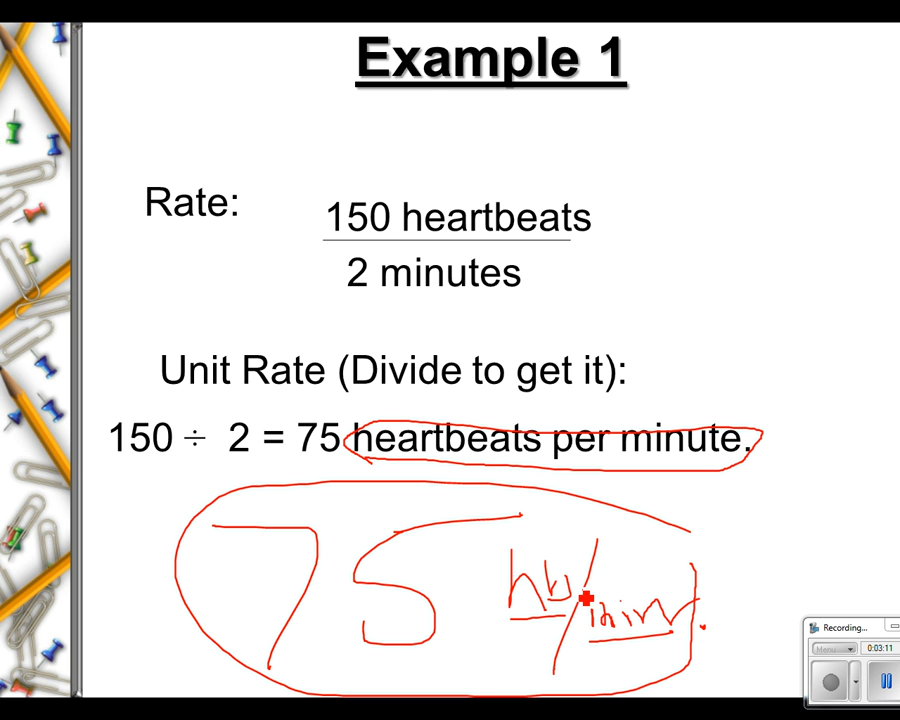 Example 1
Rate:
150 heartbeats
2 minutes
Unit Rate (Divide to get it):
150 ÷ 2 = 75 heartbeats per minute.
75 hb/min.
Recording...
Menu
0:03:11